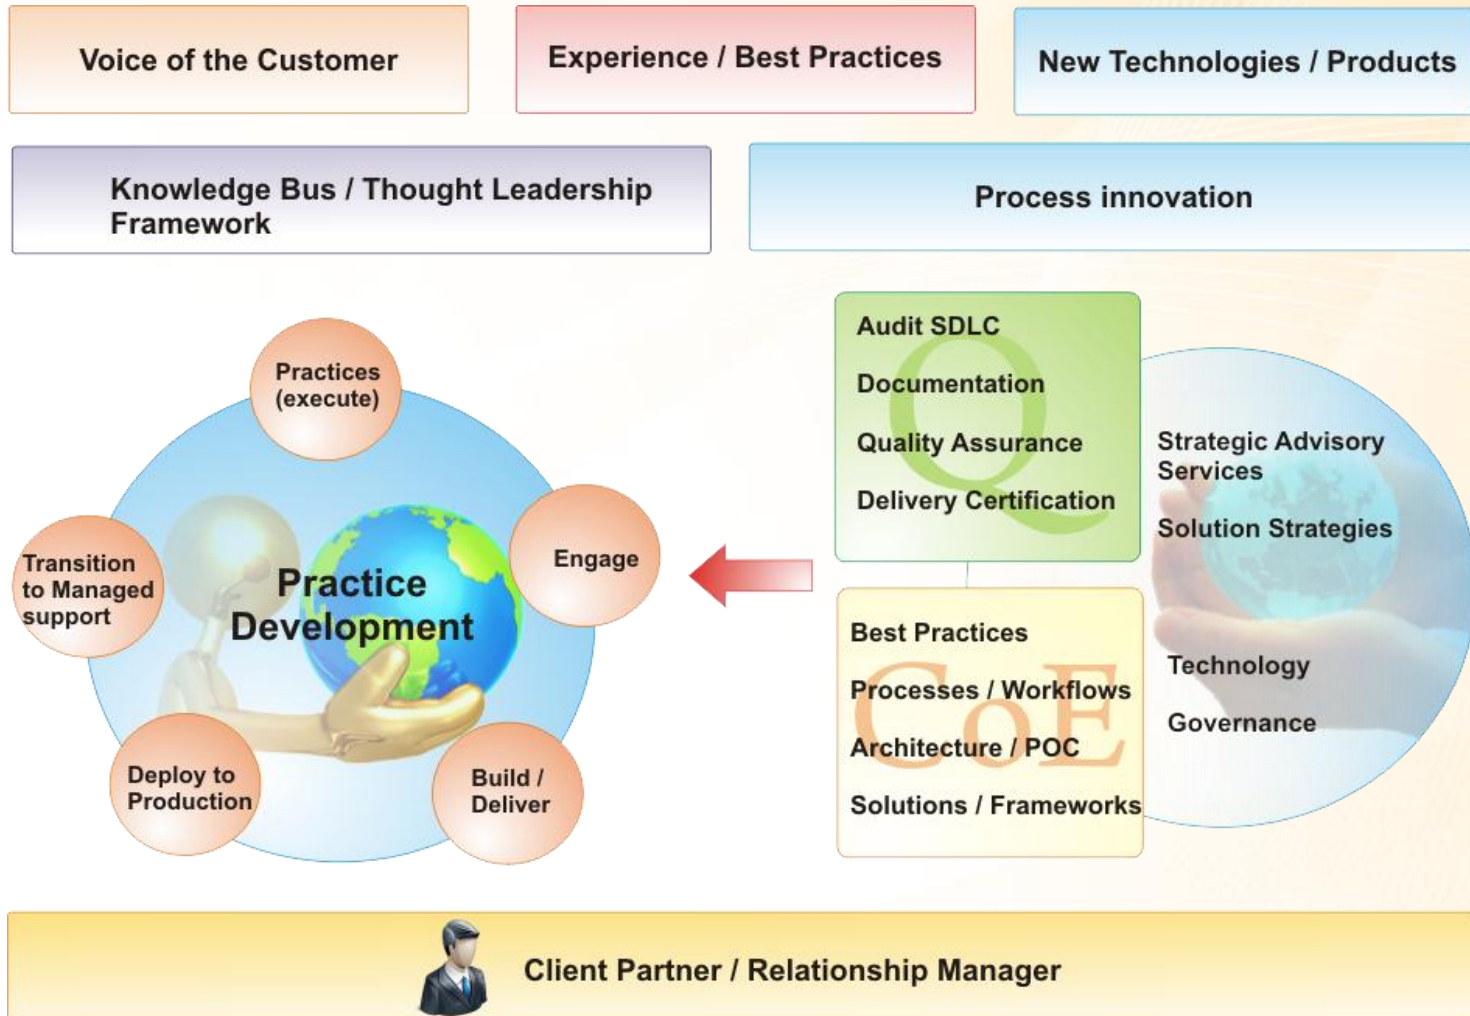 Voice of the Customer
Experience / Best Practices
New Technologies / Products
Knowledge Bus / Thought Leadership
Framework
Process innovation
Practices
(execute)
Engage
Build /
Deliver
Deploy to
Production
Transition
to Managed
support
Practice
Development
Q
Audit SDLC
Documentation
Quality Assurance
Delivery Certification
CoE
Best Practices
Processes / Workflows
Architecture / POC
Solutions / Frameworks
Strategic Advisory
Services
Solution Strategies
Technology
Governance
Client Partner / Relationship Manager